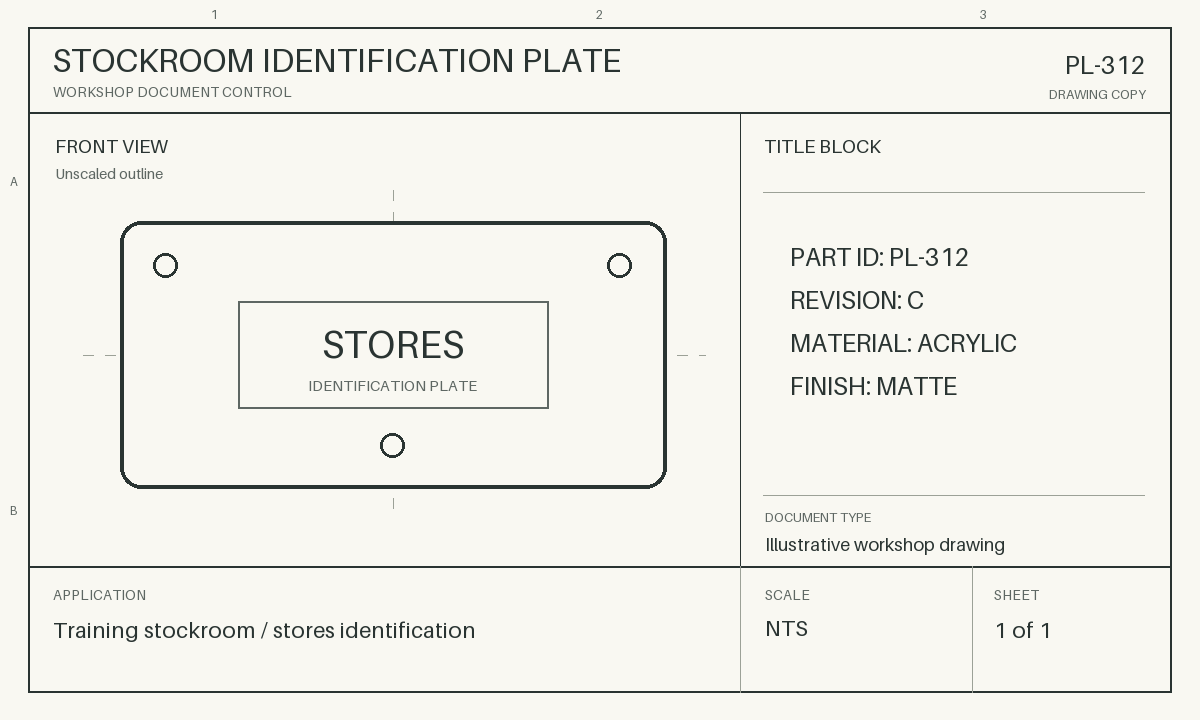 1
2
3
STOCKROOM IDENTIFICATION PLATE
WORKSHOP DOCUMENT CONTROL
PL-312
DRAWING COPY
A
B
FRONT VIEW
Unscaled outline
STORES
IDENTIFICATION PLATE
TITLE BLOCK
PART ID: PL-312
REVISION: C
MATERIAL: ACRYLIC
FINISH: MATTE
DOCUMENT TYPE
Illustrative workshop drawing
APPLICATION
Training stockroom / stores identification
SCALE
NTS
SHEET
1 of 1